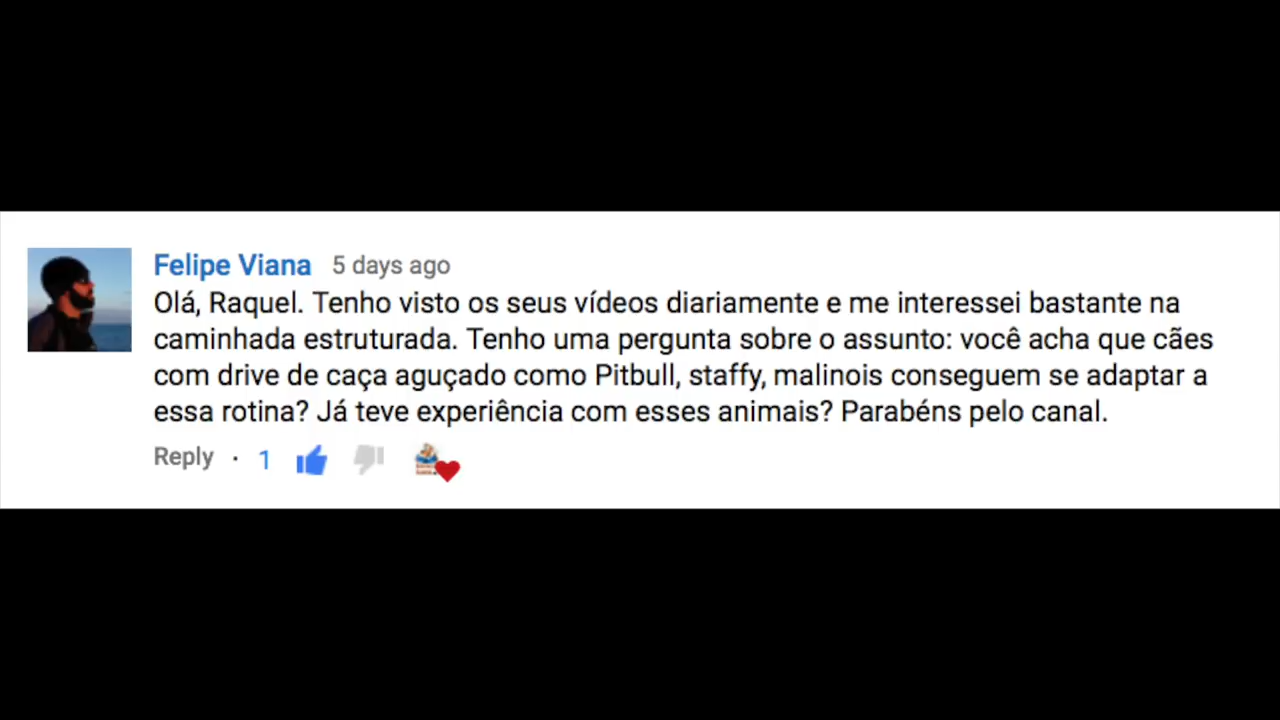 Felipe Viana 5 days ago
Olá, Raquel. Tenho visto os seus vídeos diariamente e me interessei bastante na
caminhada estruturada. Tenho uma pergunta sobre o assunto: você acha que cães
com drive de caça aguçado como Pitbull, staffy, malinois conseguem se adaptar a
essa rotina? Já teve experiência com esses animais? Parabéns pelo canal.
Reply · 1